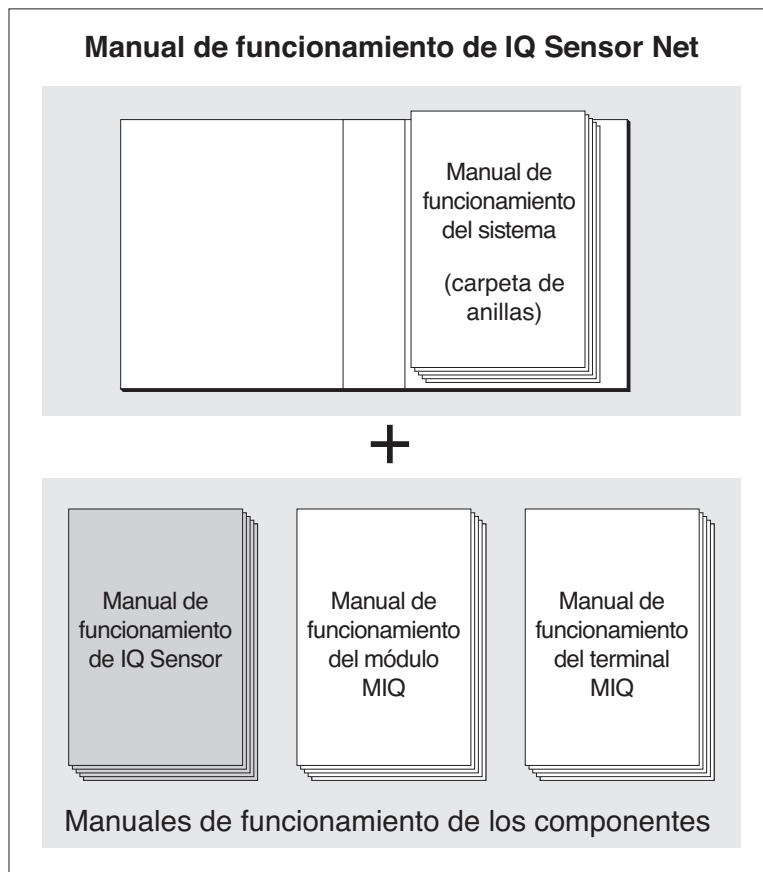 Manual de funcionamiento de IQ Sensor Net
Manual de
funcionamiento
del sistema
(carpeta de
anillas)
+
Manual de
funcionamiento
de IQ Sensor
Manual de
funcionamiento
del módulo
MIQ
Manual de
funcionamiento
del terminal
MIQ
Manuales de funcionamiento de los componentes